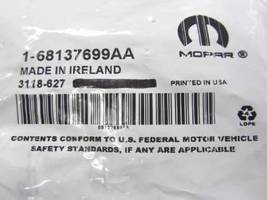 1-68137699AA
MOPAR®
MADE IN IRELAND
3118-627
PRINTED IN USA
68137699AA
LDPE
CONTENTS CONFORM TO U.S. FEDERAL MOTOR VEHICLE
SAFETY STANDARDS, IF ANY ARE APPLICABLE